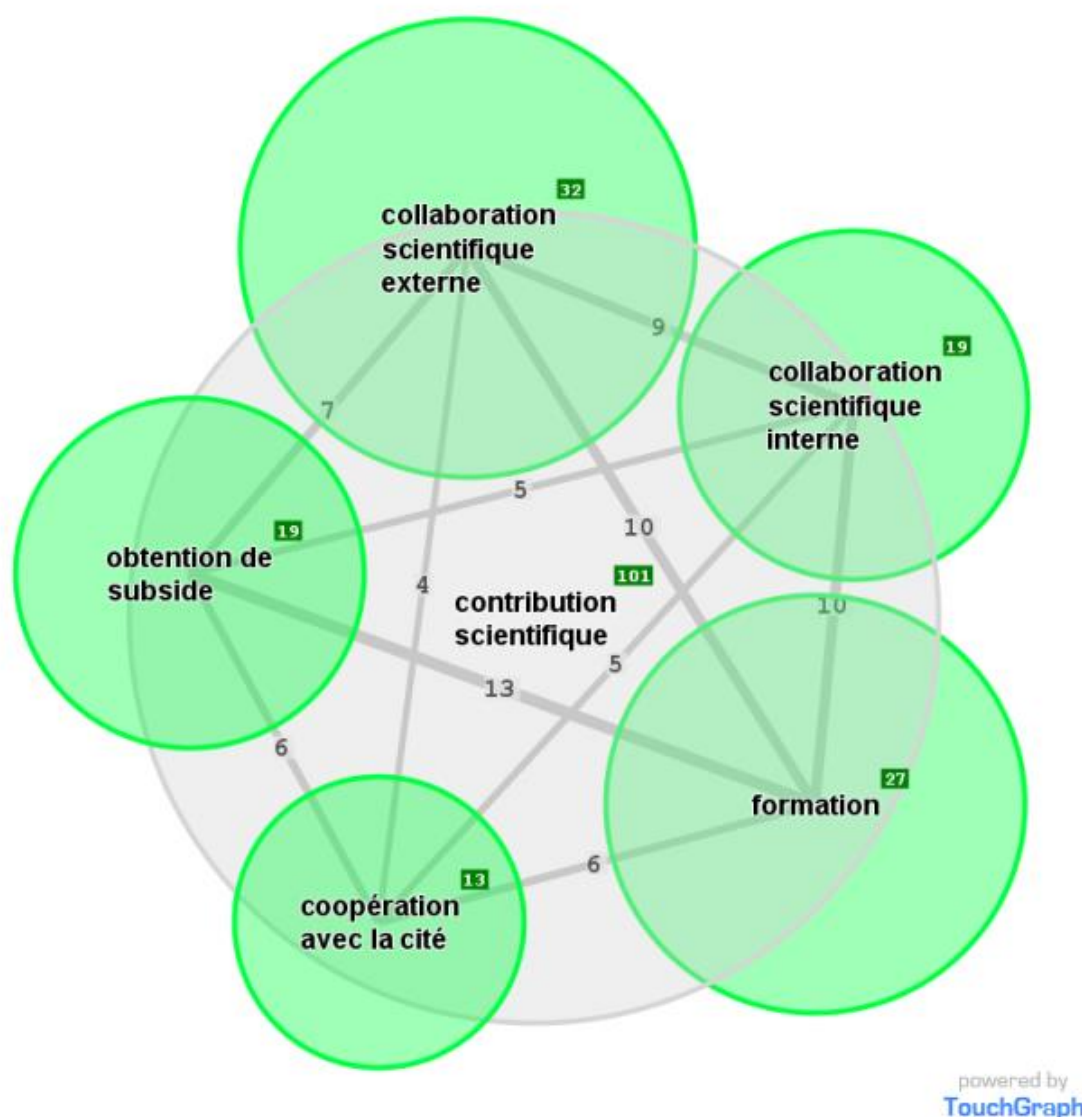 32
collaboration
scientifique
externe
9
19
collaboration
scientifique
interne
7
5
10
19
obtention de
subside
4
101
contribution
scientifique
10
5
13
6
27
formation
6
13
coopération
avec la cité
powered by
TouchGraph